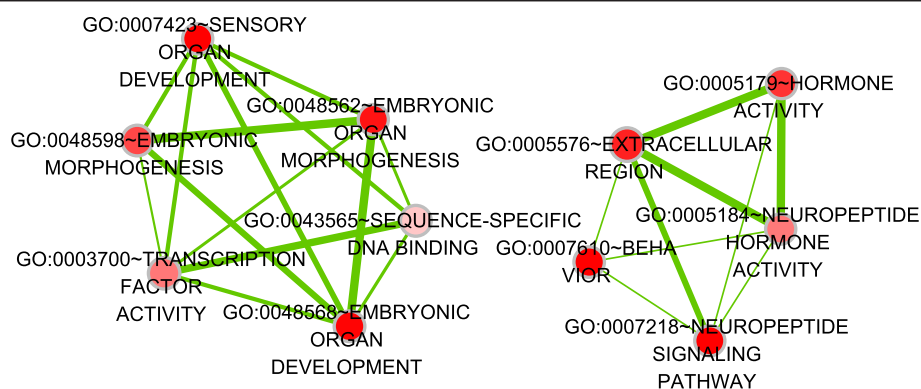 GO:0007423~SENSORY
ORGAN
DEVELOPMENT
GO:0048562~EMBRYONIC
ORGAN
MORPHOGENESIS
GO:0048598~EMBRYONIC
MORPHOGENESIS
GO:0043565~SEQUENCE-SPECIFIC
DNA BINDING
GO:0003700~TRANSCRIPTION
FACTOR
ACTIVITY
GO:0048568~EMBRYONIC
ORGAN
DEVELOPMENT
GO:0005179~HORMONE
ACTIVITY
GO:0005576~EXTRACELLULAR
REGION
GO:0005184~NEUROPEPTIDE
HORMONE
ACTIVITY
GO:0007610~BEHA
VIOR
GO:0007218~NEUROPEPTIDE
SIGNALING
PATHWAY